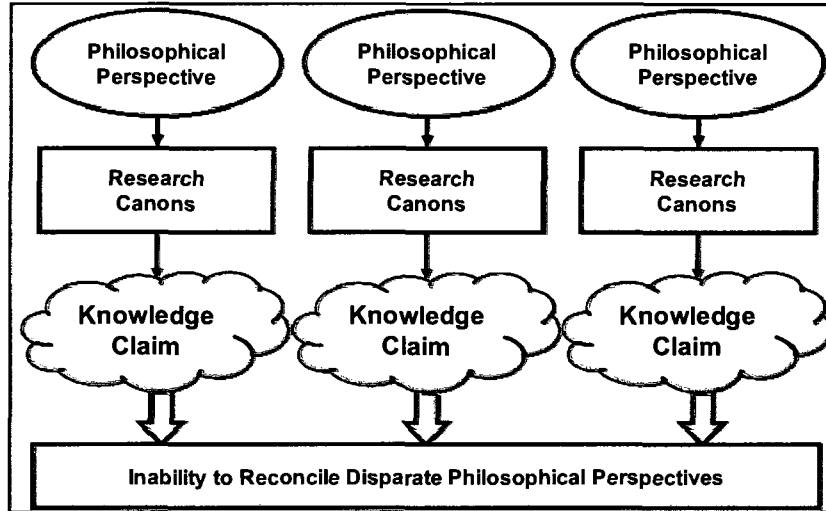 Philosophical
Perspective
Philosophical
Perspective
Philosophical
Perspective
Research
Canons
Research
Canons
Research
Canons
Knowledge
Claim
Knowledge
Claim
Knowledge
Claim
Inability to Reconcile Disparate Philosophical Perspectives